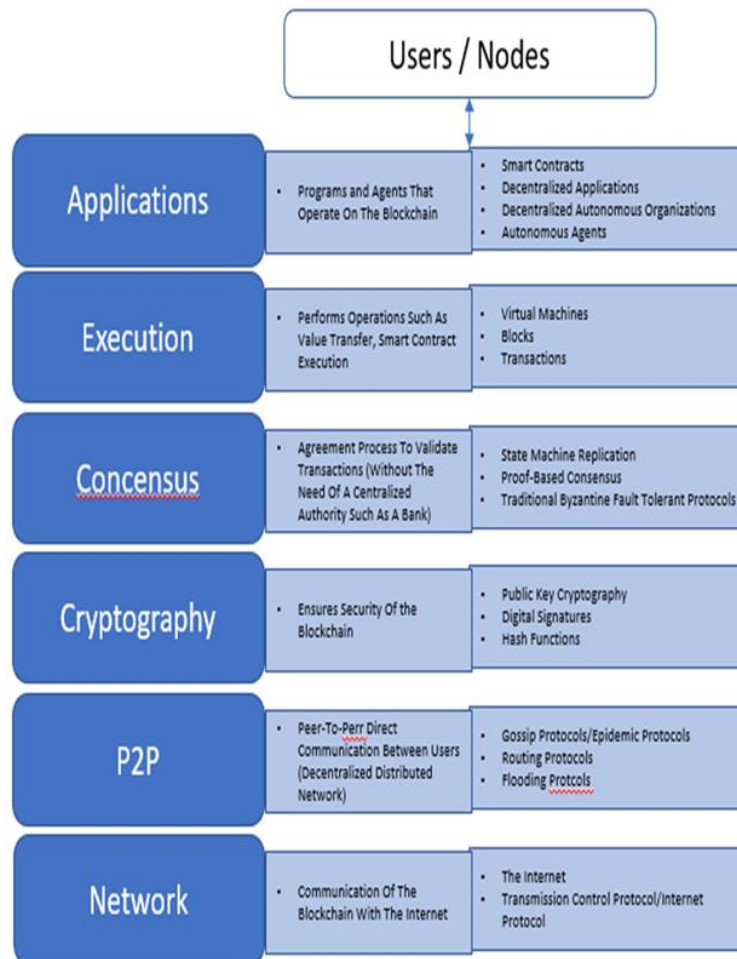 Users / Nodes
Applications
• Programs and Agents That
Operate On The Blockchain
• Smart Contracts
• Decentralized Applications
• Decentralized Autonomous Organizations
• Autonomous Agents
Execution
• Performs Operations Such As
Value Transfer, Smart Contract
Execution
• Virtual Machines
• Blocks
• Transactions
Concensus
• Agreement Process To Validate
Transactions (Without The
Need Of A Centralized
Authority Such As A Bank)
• State Machine Replication
• Proof-Based Consensus
• Traditional Byzantine Fault Tolerant Protocols
Cryptography
• Ensures Security Of the
Blockchain
• Public Key Cryptography
• Digital Signatures
• Hash Functions
P2P
• Peer-To-Perr Direct
Communication Between Users
(Decentralized Distributed
Network)
• Gossip Protocols/Epidemic Protocols
• Routing Protocols
• Flooding Protcols
Network
• Communication Of The
Blockchain With The Internet
• The Internet
• Transmission Control Protocol/Internet
Protocol